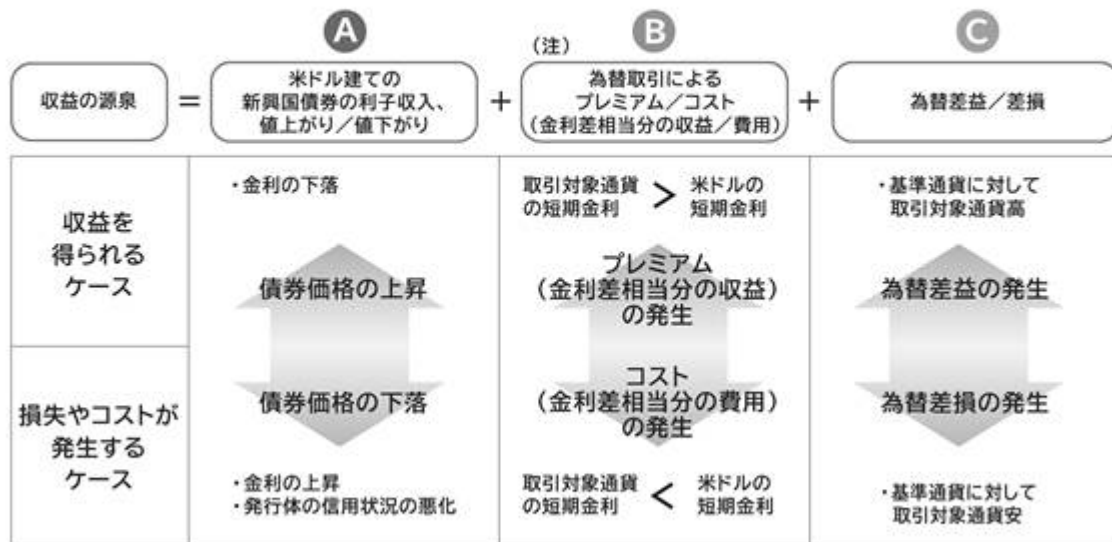 A
(注)
B
C
収益の源泉
=
米ドル建ての
新興国債券の利子収入、
値上がり/値下がり
+
為替取引による
プレミアム/コスト
(金利差相当分の収益/費用)
+
為替差益/差損
収益を
得られる
ケース
・金利の下落
債券価格の上昇
取引対象通貨
の短期金利
>
米ドルの
短期金利
プレミアム
(金利差相当分の収益)
の発生
・基準通貨に対して
取引対象通貨高
為替差益の発生
損失やコストが
発生する
ケース
債券価格の下落
・金利の上昇
・発行体の信用状況の悪化
コスト
(金利差相当分の費用)
の発生
取引対象通貨
の短期金利
<
米ドルの
短期金利
為替差損の発生
・基準通貨に対して
取引対象通貨安